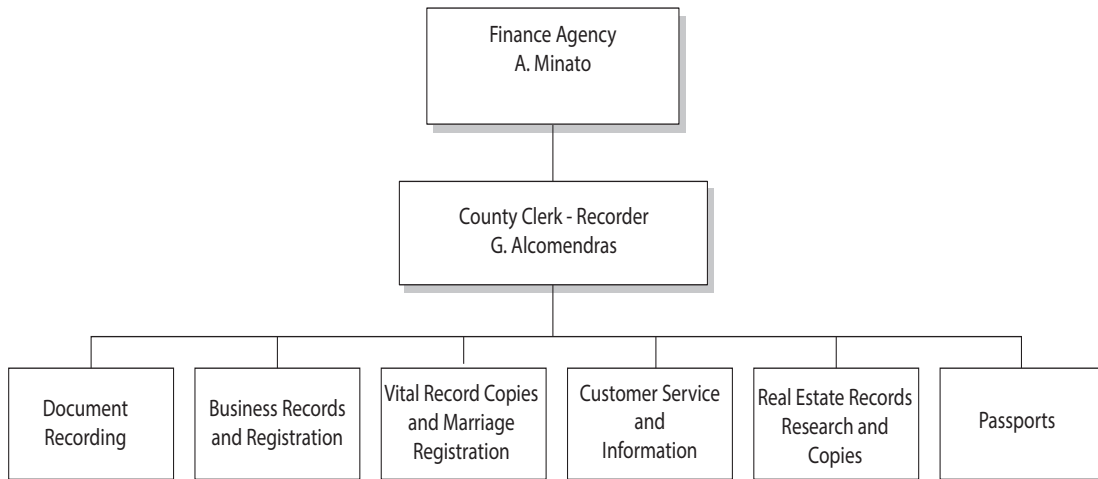 Finance Agency
A. Minato
County Clerk - Recorder
G. Alcomendras
Document
Recording
Business Records
and Registration
Vital Record Copies
and Marriage
Registration
Customer Service
and
Information
Real Estate Records
Research and
Copies
Passports